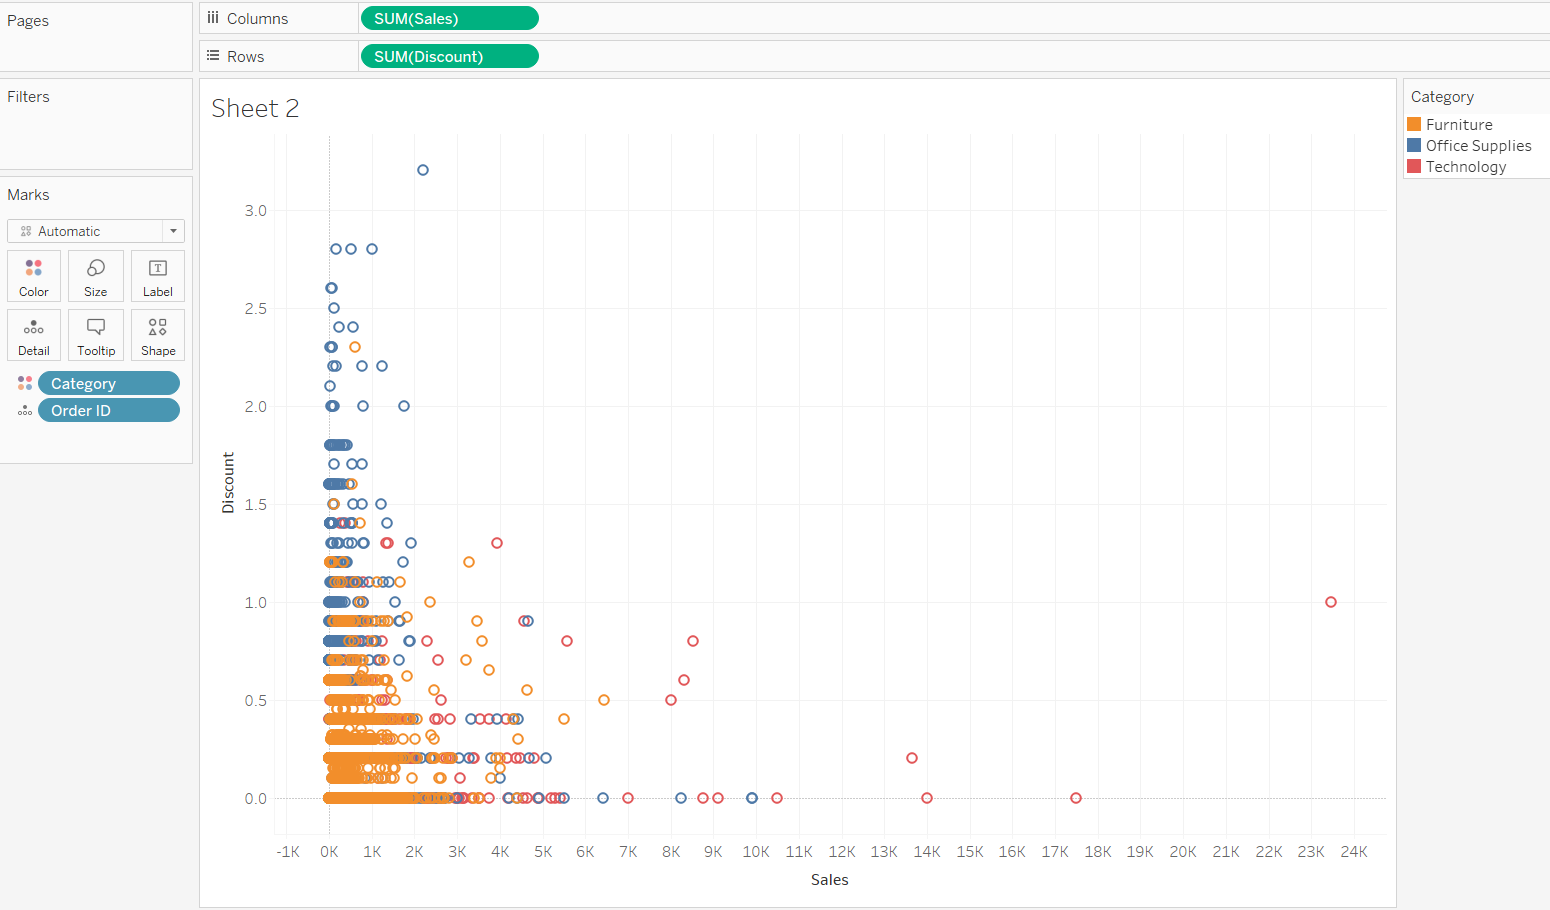 Pages
Columns
SUM(Sales)
Rows
SUM(Discount)
Filters
Marks
Automatic
Color
Size
Label
Detail
Tooltip
Shape
Category
Order ID
Sheet 2
3.0
2.5
2.0
1.5
1.0
0.5
0.0
Discount
-1K 0K 1K 2K 3K 4K 5K 6K 7K 8K 9K 10K 11K 12K 13K 14K 15K 16K 17K 18K 19K 20K 21K 22K 23K 24K
Sales
Category
Furniture
Office Supplies
Technology